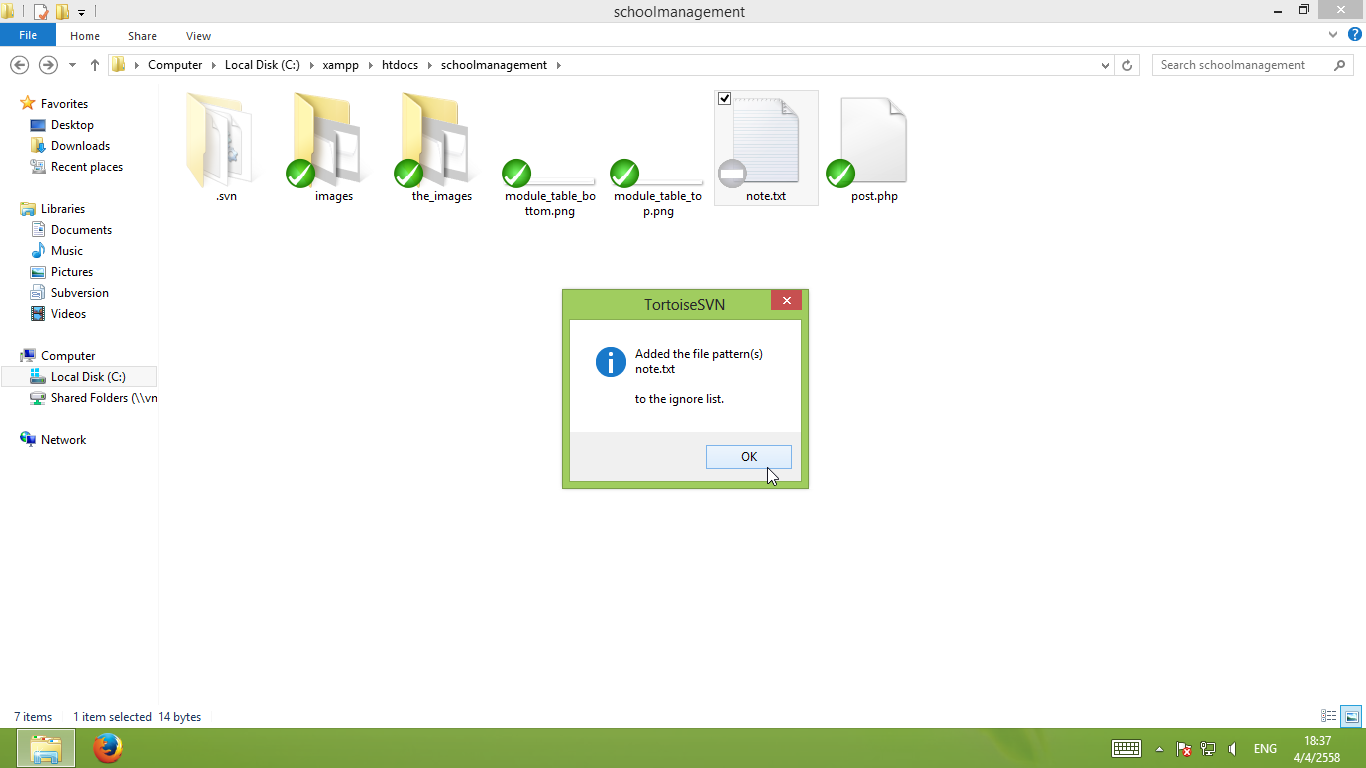 schoolmanagement
File
Home
Share
View
Computer
Local Disk (C:)
xampp
htdocs
schoolmanagement
Search schoolmanagement
Favorites
Desktop
Downloads
Recent places
Libraries
Documents
Music
Pictures
Subversion
Videos
Computer
Local Disk (C:)
Shared Folders (\\vn
Network
.svn
images
the_images
module_table_bo
ttom.png
module_table_to
p.png
note.txt
post.php
TortoiseSVN
Added the file pattern(s)
note.txt
to the ignore list.
OK
7 items
1 item selected 14 bytes
ENG
18:37
4/4/2558